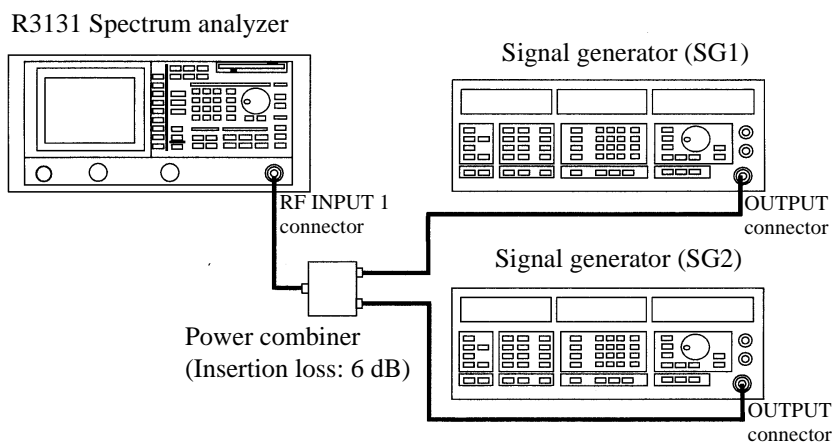 R3131 Spectrum analyzer
Signal generator (SG1)
RF INPUT 1
connector
OUTPUT
connector
Signal generator (SG2)
Power combiner
(Insertion loss: 6 dB)
OUTPUT
connector